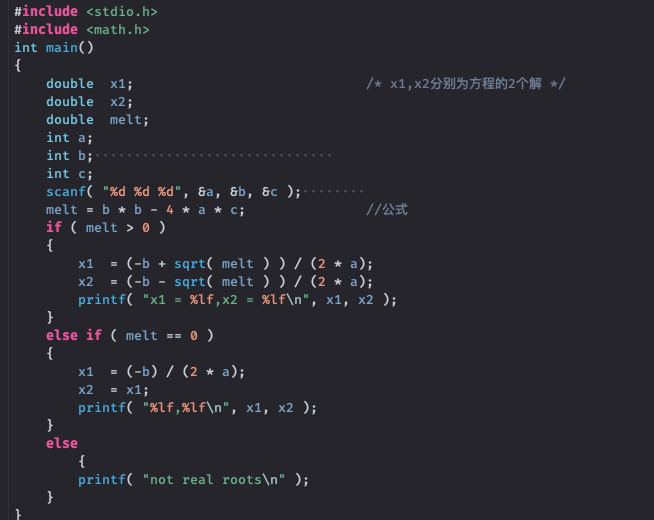 #include <stdio.h>
#include <math.h>
int main()
{
    double  x1;                             /* x1,x2分别为方程的2个解 */
    double  x2;
    double  melt;
    int a;
    int b;
    int c;
    scanf( "%d %d %d", &a, &b, &c );
    melt = b * b - 4 * a * c;               //公式
    if ( melt > 0 )
    {
        x1  = (-b + sqrt( melt ) ) / (2 * a);
        x2  = (-b - sqrt( melt ) ) / (2 * a);
        printf( "x1 = %lf,x2 = %lf\n", x1, x2 );
    }
    else if ( melt == 0 )
    {
        x1  = (-b) / (2 * a);
        x2  = x1;
        printf( "%lf,%lf\n", x1, x2 );
    }
    else
        {
        printf( "not real roots\n" );
    }
}